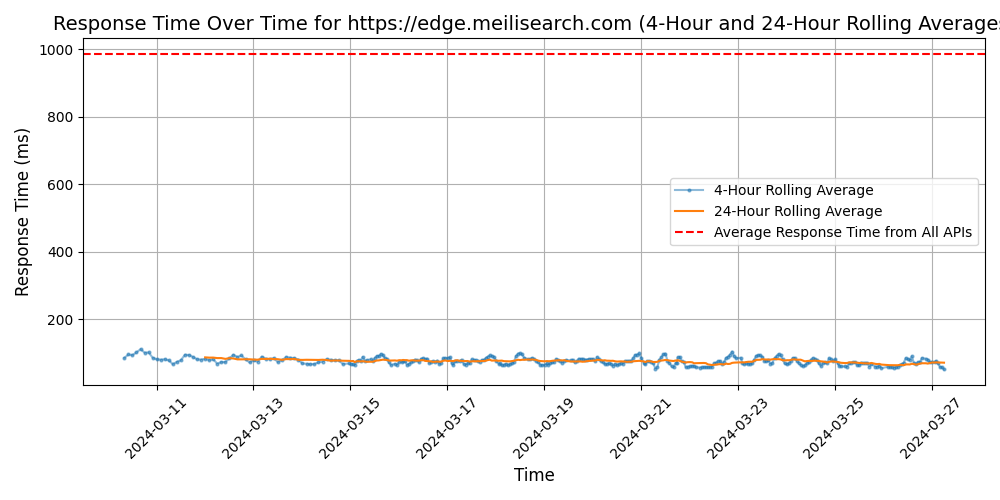 Response Time Over Time for https://edge.meilisearch.com (4-Hour and 24-Hour Rolling Averages
Response Time (ms)
1000
800
600
400
200
4-Hour Rolling Average
24-Hour Rolling Average
Average Response Time from All APIs
2024-03-11
2024-03-13
2024-03-15
2024-03-17
2024-03-19
2024-03-21
2024-03-23
2024-03-25
2024-03-27
Time